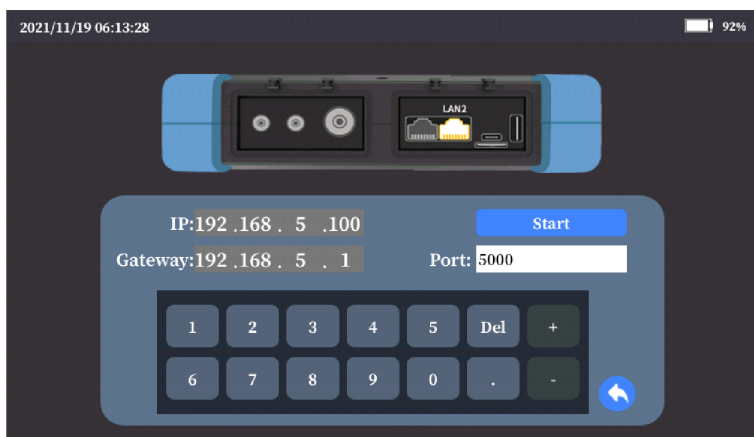 2021/11/19 06:13:28
92%
LAN2
IP:192 .168 . 5 .100
Start
Gateway:192 .168 . 5 . 1
Port: 5000
1 2 3 4 5 Del +
6 7 8 9 0 . -